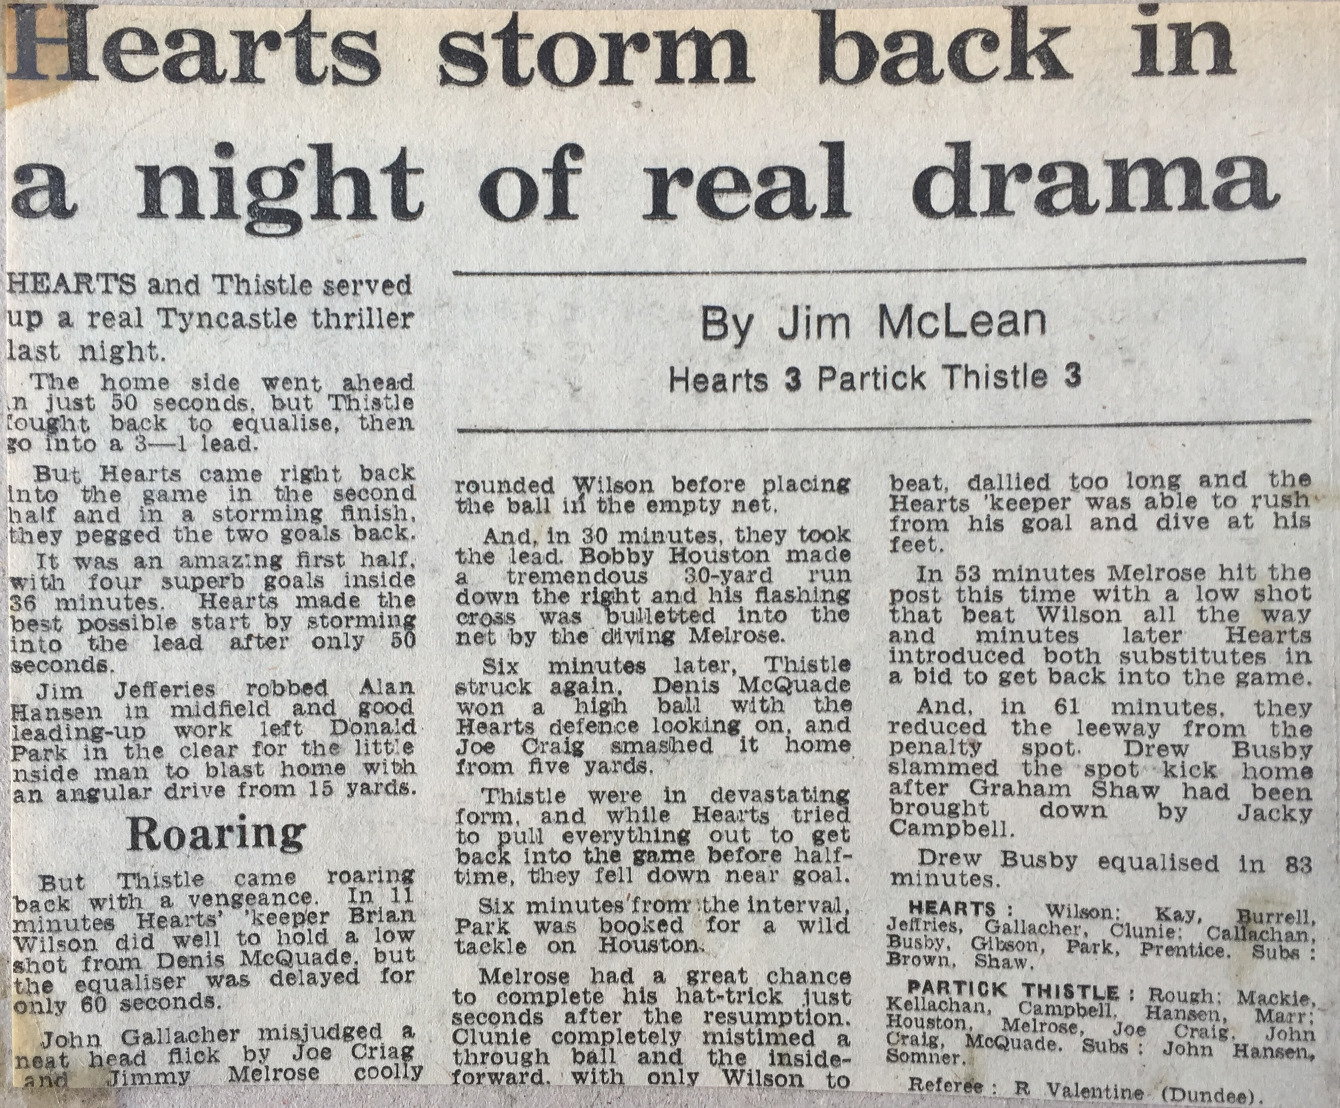 Hearts storm back in
a night of real drama
HEARTS and Thistle served
up a real Tyncastle thriller
last night.
The home side went ahead
n just 50 seconds, but Thistle
fought back to equalise, then
go into a 3—1 lead.
But Hearts came right back
into the game in the second
half and in a storming finish,
they pegged the two goals back.
It was an amazing first half,
with four superb goals inside
36 minutes. Hearts made the
best possible start by storming
into the lead after only 50
seconds.
Jim Jefferies robbed Alan
Hansen in midfield and good
leading-up work left Donald
Park in the clear for the little
nside man to blast home with
an angular drive from 15 yards.
Roaring
But Thistle came roaring
back with a vengeance. In 11
minutes Hearts' 'keeper Brian
Wilson did well to hold a low
shot from Denis McQuade, but
the equaliser was delayed for
only 60 seconds.
John Gallacher misjudged a
neat head flick by Joe Criag
and Jimmy Melrose coolly
By Jim McLean
Hearts 3 Partick Thistle 3
rounded Wilson before placing
the ball in the empty net.
And, in 30 minutes, they took
the lead. Bobby Houston made
a tremendous 30-yard run
down the right and his flashing
cross was bulletted into the
net by the diving Melrose.
Six minutes later, Thistle
struck again. Denis McQuade
won a high ball with the
Hearts defence looking on, and
Joe Craig smashed it home
from five yards.
Thistle were in devastating
form, and while Hearts tried
to pull everything out to get
back into the game before half-
time, they fell down near goal.
Six minutes from the interval,
Park was booked for a wild
tackle on Houston.
Melrose had a great chance
to complete his hat-trick just
seconds after the resumption.
Clunie completely mistimed a
through ball and the inside-
forward, with only Wilson to
beat, dallied too long and the
Hearts 'keeper was able to rush
from his goal and dive at his
feet.
In 53 minutes Melrose hit the
post this time with a low shot
that beat Wilson all the way
and minutes later Hearts
introduced both substitutes in
a bid to get back into the game.
And, in 61 minutes, they
reduced the leeway from the
penalty spot. Drew Busby
slammed the spot kick home
after Graham Shaw had been
brought down by Jacky
Campbell.
Drew Busby equalised in 83
minutes.
HEARTS: Wilson; Kay, Burrell,
Jeffries, Gallacher, Clunie; Callachan,
Busby, Gibson, Park, Prentice. Subs:
Brown, Shaw.
PARTICK THISTLE: Rough; Mackie,
Kellachan, Campbell, Hansen, Marr;
Houston, Melrose, Joe Craig, John
Craig, McQuade. Subs: John Hansen,
Somner.
Referee: R Valentine (Dundee).